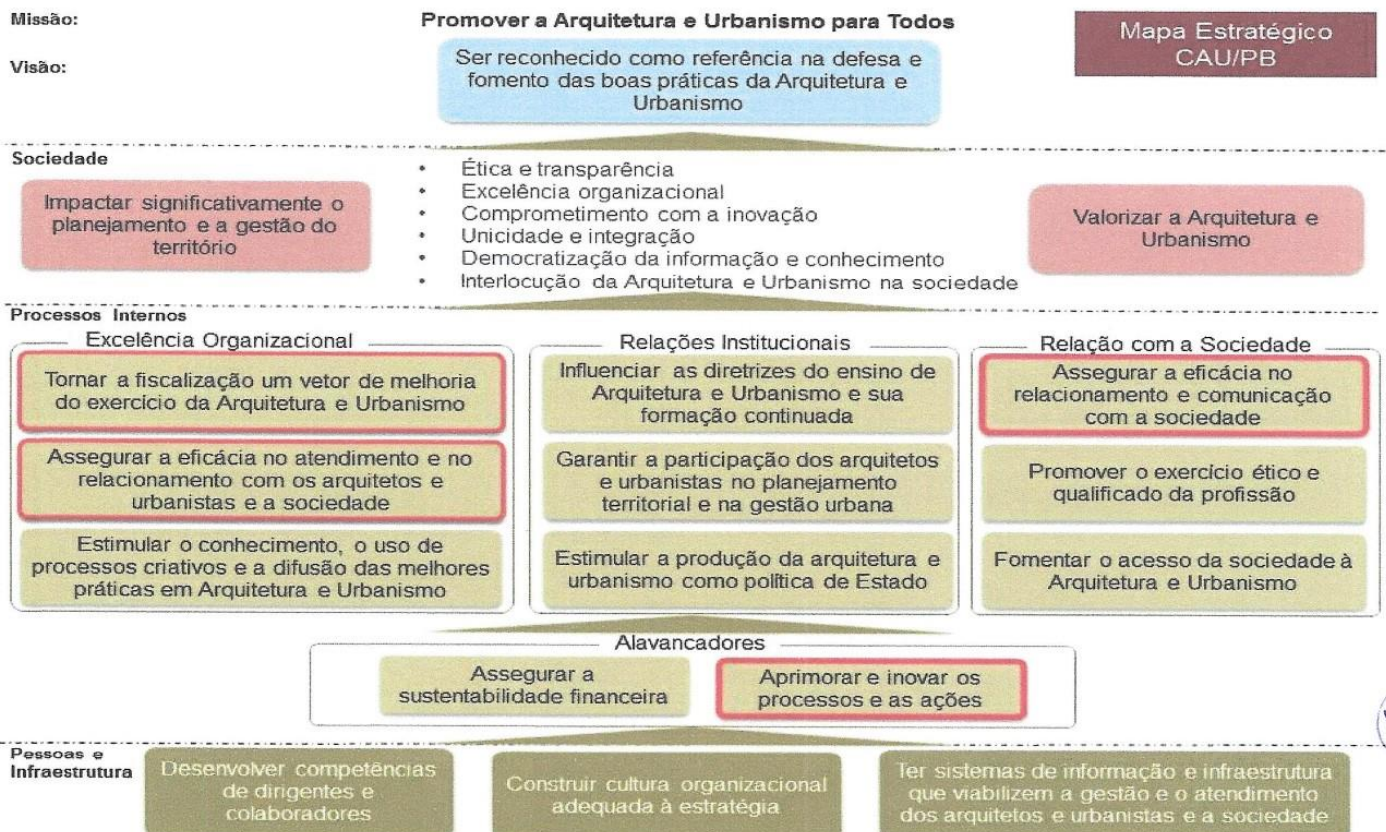 Missão:
Promover a Arquitetura e Urbanismo para Todos
Mapa Estratégico
CAU/PB
Visão:
Ser reconhecido como referência na defesa e
fomento das boas práticas da Arquitetura e
Urbanismo
Sociedade
Impactar significativamente o
planejamento e a gestão do
território
• Ética e transparência
• Excelência organizacional
• Comprometimento com a inovação
• Unicidade e integração
• Democratização da informação e conhecimento
• Interlocução da Arquitetura e Urbanismo na sociedade
Valorizar a Arquitetura e
Urbanismo
Processos Internos
Excelência Organizacional
Tornar a fiscalização um vetor de melhoria
do exercício da Arquitetura e Urbanismo
Assegurar a eficácia no atendimento e no
relacionamento com os arquitetos e
urbanistas e a sociedade
Estimular o conhecimento, o uso de
processos criativos e a difusão das melhores
práticas em Arquitetura e Urbanismo
Relações Institucionais
Influenciar as diretrizes do ensino de
Arquitetura e Urbanismo e sua
formação continuada
Garantir a participação dos arquitetos
e urbanistas no planejamento
territorial e na gestão urbana
Estimular a produção da arquitetura e
urbanismo como política de Estado
Relação com a Sociedade
Assegurar a eficácia no
relacionamento e comunicação
com a sociedade
Promover o exercício ético e
qualificado da profissão
Fomentar o acesso da sociedade à
Arquitetura e Urbanismo
Alavancadores
Assegurar a
sustentabilidade financeira
Aprimorar e inovar os
processos e as ações
Pessoas e
Infraestrutura
Desenvolver competências
de dirigentes e
colaboradores
Construir cultura organizacional
adequada à estratégia
Ter sistemas de informação e infraestrutura
que viabilizem a gestão e o atendimento
dos arquitetos e urbanistas e a sociedade